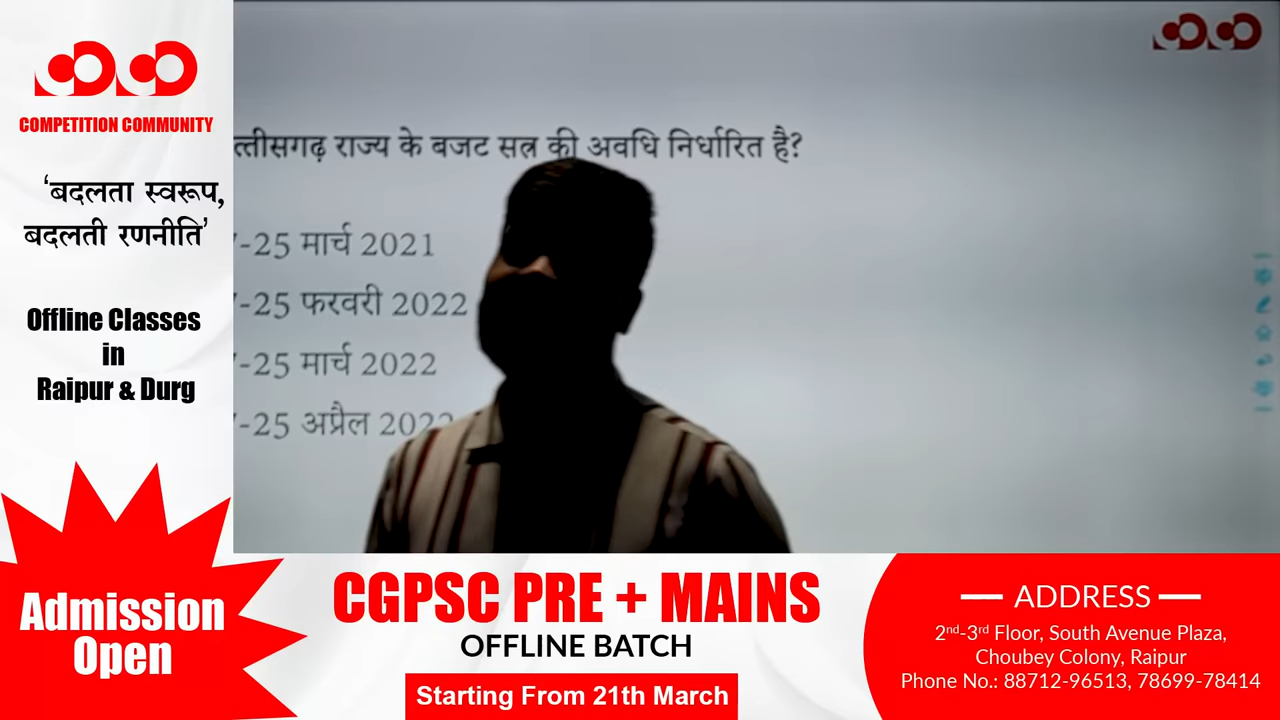 COMPETITION COMMUNITY
'बदलता स्वरूप,
बदलती रणनीति'
Offline Classes
in
Raipur & Durg
Admission
Open
त्तीसगढ़ राज्य के बजट सत्र की अवधि निर्धारित है?
-25 मार्च 2021
-25 फरवरी 2022
-25 मार्च 2022
-25 अप्रैल 2022
CGPSC PRE + MAINS
OFFLINE BATCH
Starting From 21th March
ADDRESS
2nd-3rd Floor, South Avenue Plaza,
Choubey Colony, Raipur
Phone No.: 88712-96513, 78699-78414